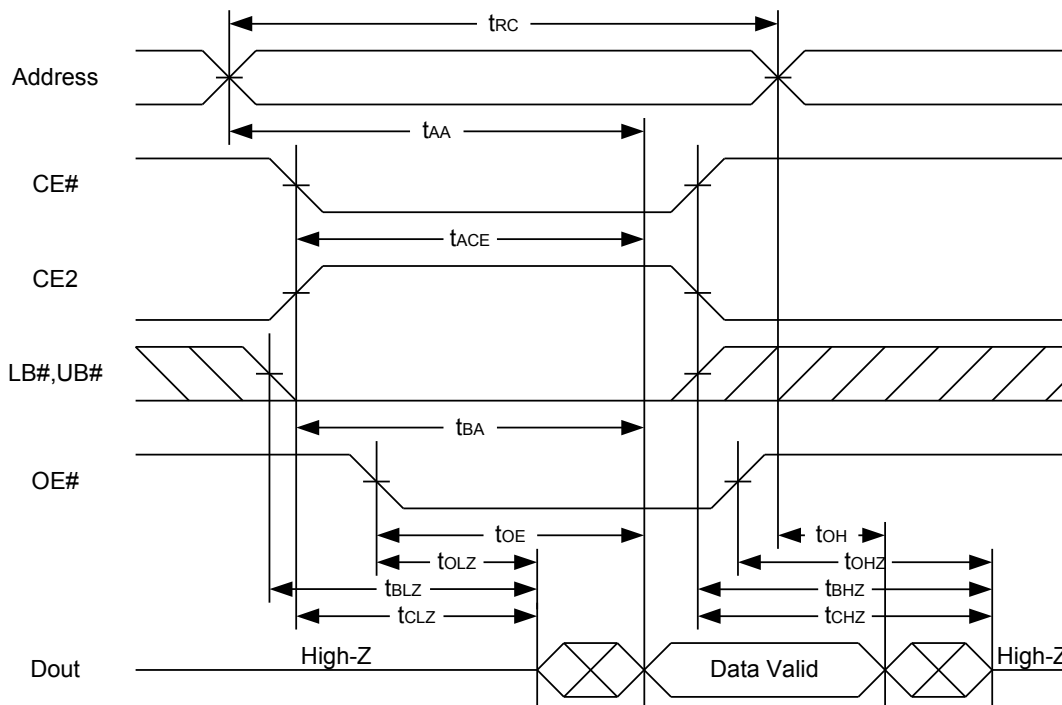 tRC
Address
tAA
CE#
tACE
CE2
LB#,UB#
tBA
OE#
tOE
tOH
tOLZ
tOHZ
tBLZ
tBHZ
tCLZ
tCHZ
High-Z
High-Z
Dout
Data Valid